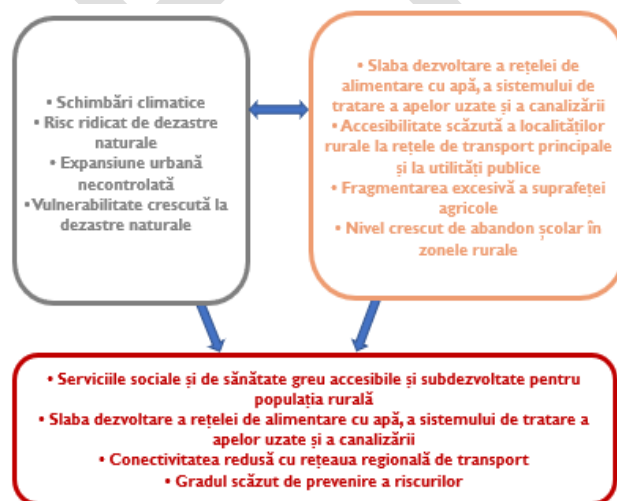 • Schimbări climatice
• Risc ridicat de dezastre
naturale
• Expansiune urbană
necontrolată
• Vulnerabilitate crescută la
dezastre naturale
• Slaba dezvoltare a rețelei de
alimentare cu apă, a sistemului de
tratare a apelor uzate și a canalizării
• Accesibilitate scăzută a localităților
rurale la rețele de transport principale
și la utilități publice
• Fragmentarea excesivă a suprafeței
agricole
• Nivel crescut de abandon școlar în
zonele rurale
• Serviciile sociale și de sănătate greu accesibile și subdezvoltate pentru
populația rurală
• Slaba dezvoltare a rețelei de alimentare cu apă, a sistemului de tratare a
apelor uzate și a canalizării
• Conectivitatea redusă cu rețeaua regională de transport
• Gradul scăzut de prevenire a riscurilor